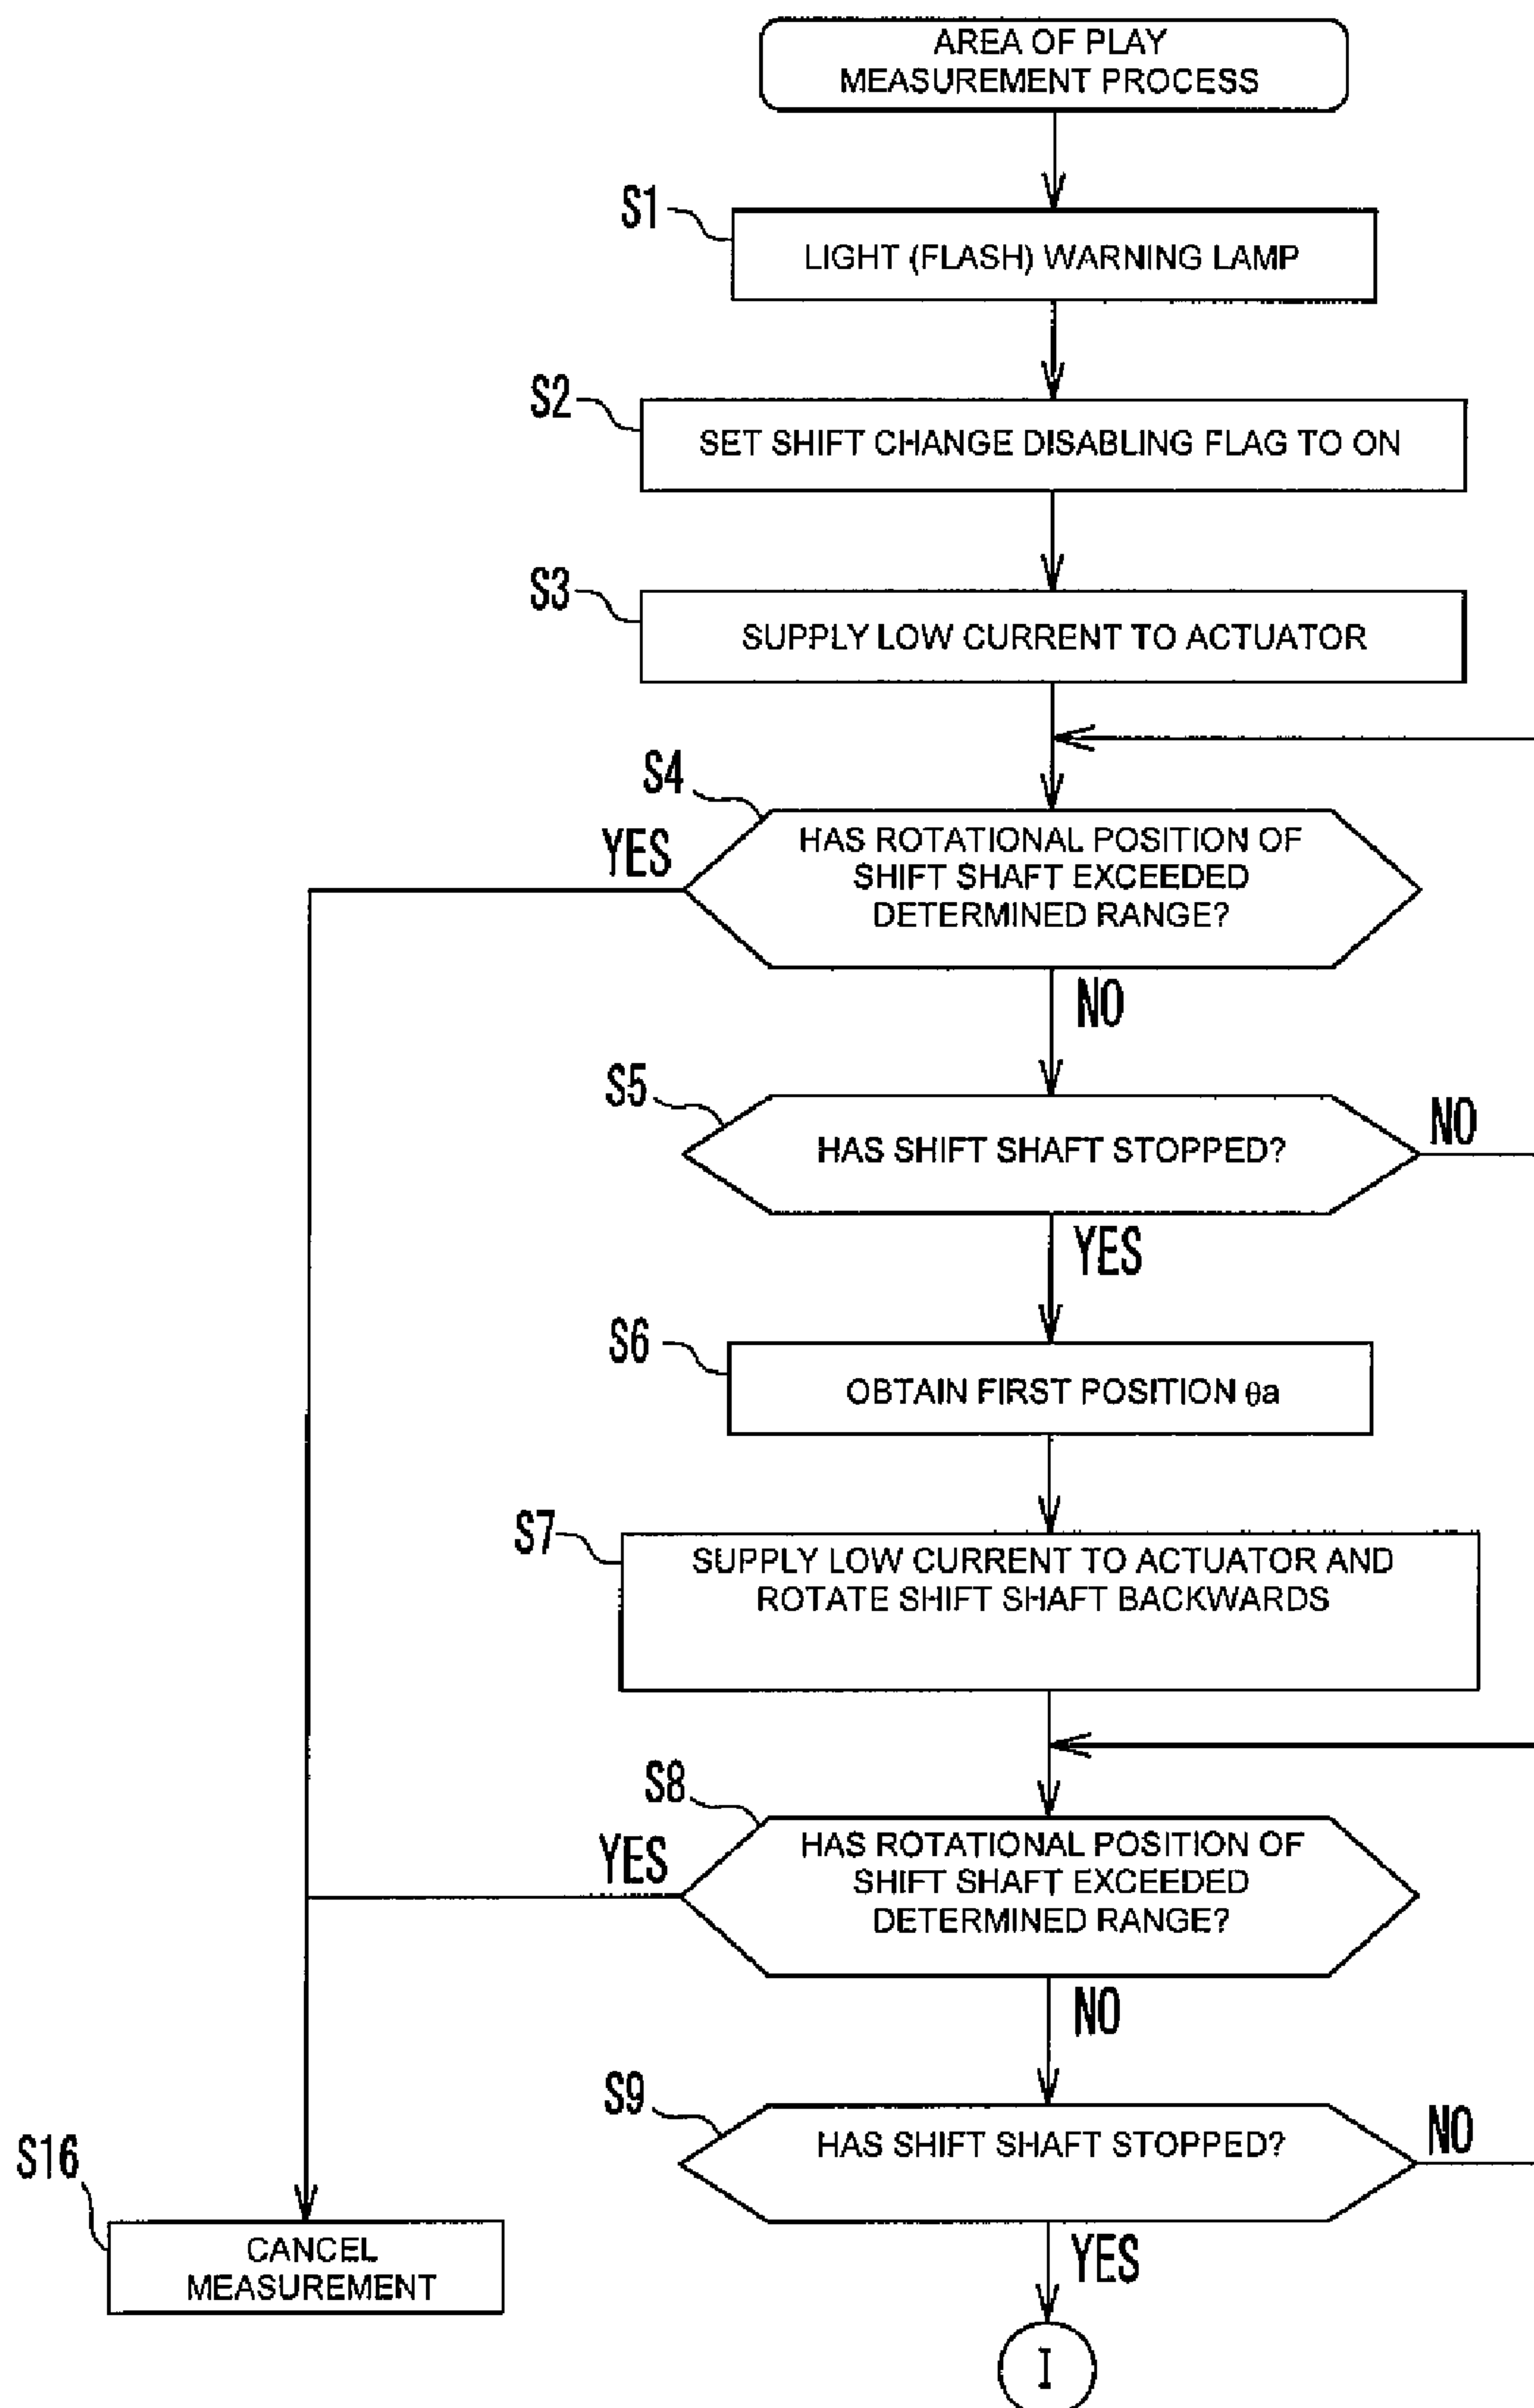 AREA OF PLAY
MEASUREMENT PROCESS
S1
LIGHT (FLASH) WARNING LAMP
S2
SET SHIFT CHANGE DISABLING FLAG TO ON
S3
SUPPLY LOW CURRENT TO ACTUATOR
S4
YES
HAS ROTATIONAL POSITION OF
SHIFT SHAFT EXCEEDED
DETERMINED RANGE?
NO
S5
HAS SHIFT SHAFT STOPPED?
NO
YES
S6
OBTAIN FIRST POSITION θa
S7
SUPPLY LOW CURRENT TO ACTUATOR AND
ROTATE SHIFT SHAFT BACKWARDS
S8
YES
HAS ROTATIONAL POSITION OF
SHIFT SHAFT EXCEEDED
DETERMINED RANGE?
NO
S9
HAS SHIFT SHAFT STOPPED?
NO
YES
S16
CANCEL
MEASUREMENT
I